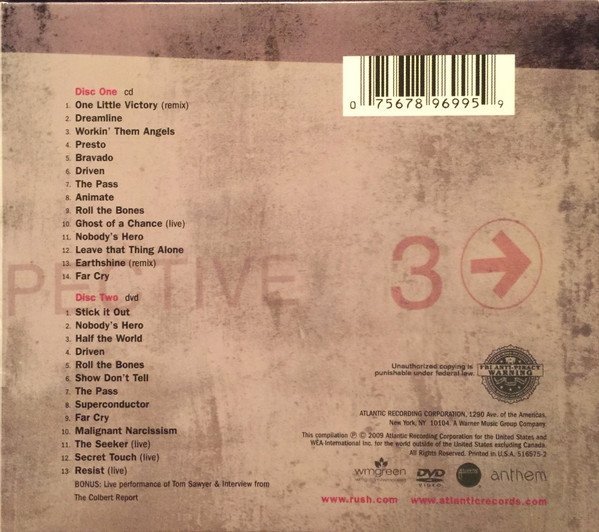 Disc One cd
1. One Little Victory (remix)
2. Dreamline
3. Workin' Them Angels
4. Presto
5. Bravado
6. Driven
7. The Pass
8. Animate
9. Roll the Bones
10. Ghost of a Chance (live)
11. Nobody's Hero
12. Leave that Thing Alone
13. Earthshine (remix)
14. Far Cry
0 75678 96995 9
PECTIVE 3
Disc Two dvd
1. Stick it Out
2. Nobody's Hero
3. Half the World
4. Driven
5. Roll the Bones
6. Show Don't Tell
7. The Pass
8. Superconductor
9. Far Cry
10. Malignant Narcissism
11. The Seeker (live)
12. Secret Touch (live)
13. Resist (live)
BONUS: Live performance of Tom Sawyer & Interview from
The Colbert Report
Unauthorized copying is
punishable under federal law.
FBI ANTI-PIRACY
WARNING
ATLANTIC RECORDING CORPORATION, 1290 Ave. of the Americas,
New York, NY 10104. A Warner Music Group Company.
This compilation ℗ © 2009 Atlantic Recording Corporation for the United States and
WEA International Inc. for the world outside of the United States excluding Canada.
All Rights Reserved. Printed in U.S.A. 516575-2
wmgreen
DVD
VIDEO
anthem
www.rush.com www.atlanticrecords.com